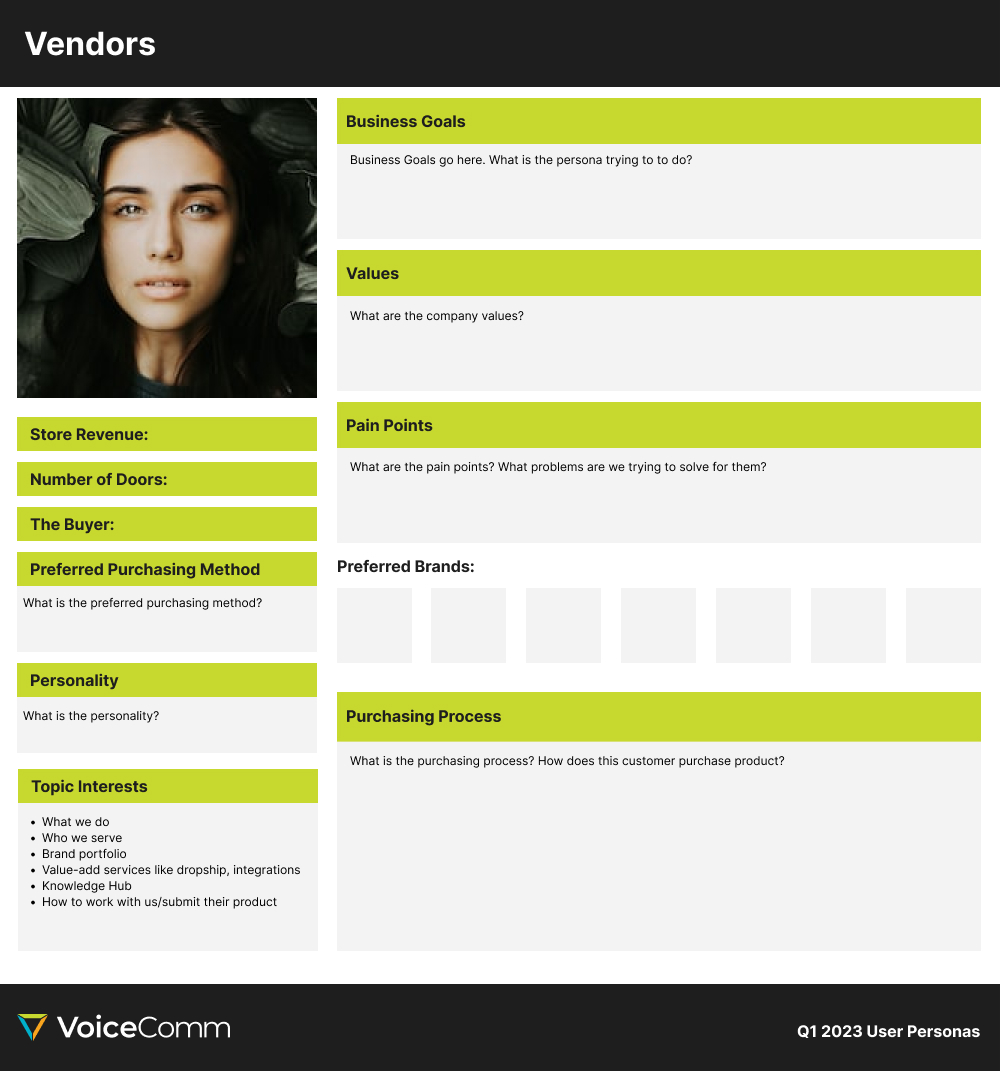 Vendors
Store Revenue:
Number of Doors:
The Buyer:
Preferred Purchasing Method
What is the preferred purchasing method?
Personality
What is the personality?
Topic Interests
• What we do
• Who we serve
• Brand portfolio
• Value-add services like dropship, integrations
• Knowledge Hub
• How to work with us/submit their product
Business Goals
Business Goals go here. What is the persona trying to to do?
Values
What are the company values?
Pain Points
What are the pain points? What problems are we trying to solve for them?
Preferred Brands:
Purchasing Process
What is the purchasing process? How does this customer purchase product?
VoiceComm
Q1 2023 User Personas